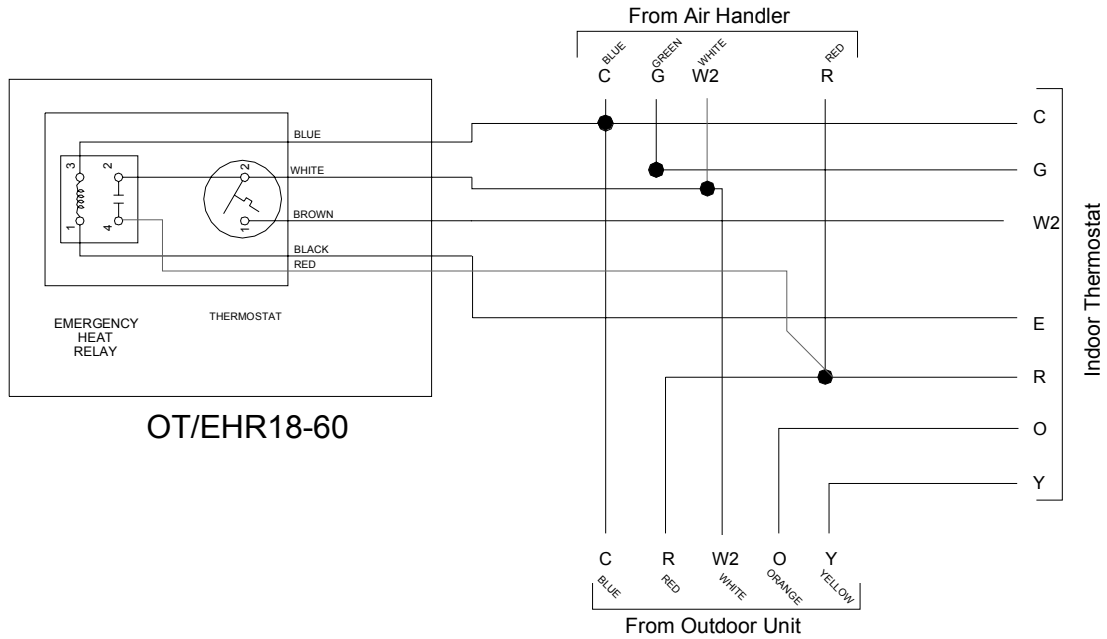 From Air Handler
BLUE
GREEN
WHITE
RED
C G W2 R
BLUE
WHITE
BROWN
BLACK
RED
3 2
1 4
2
1
EMERGENCY
HEAT
RELAY
THERMOSTAT
OT/EHR18-60
C
G
W2
E
R
O
Y
Indoor Thermostat
C R W2 O Y
BLUE
RED
WHITE
ORANGE
YELLOW
From Outdoor Unit